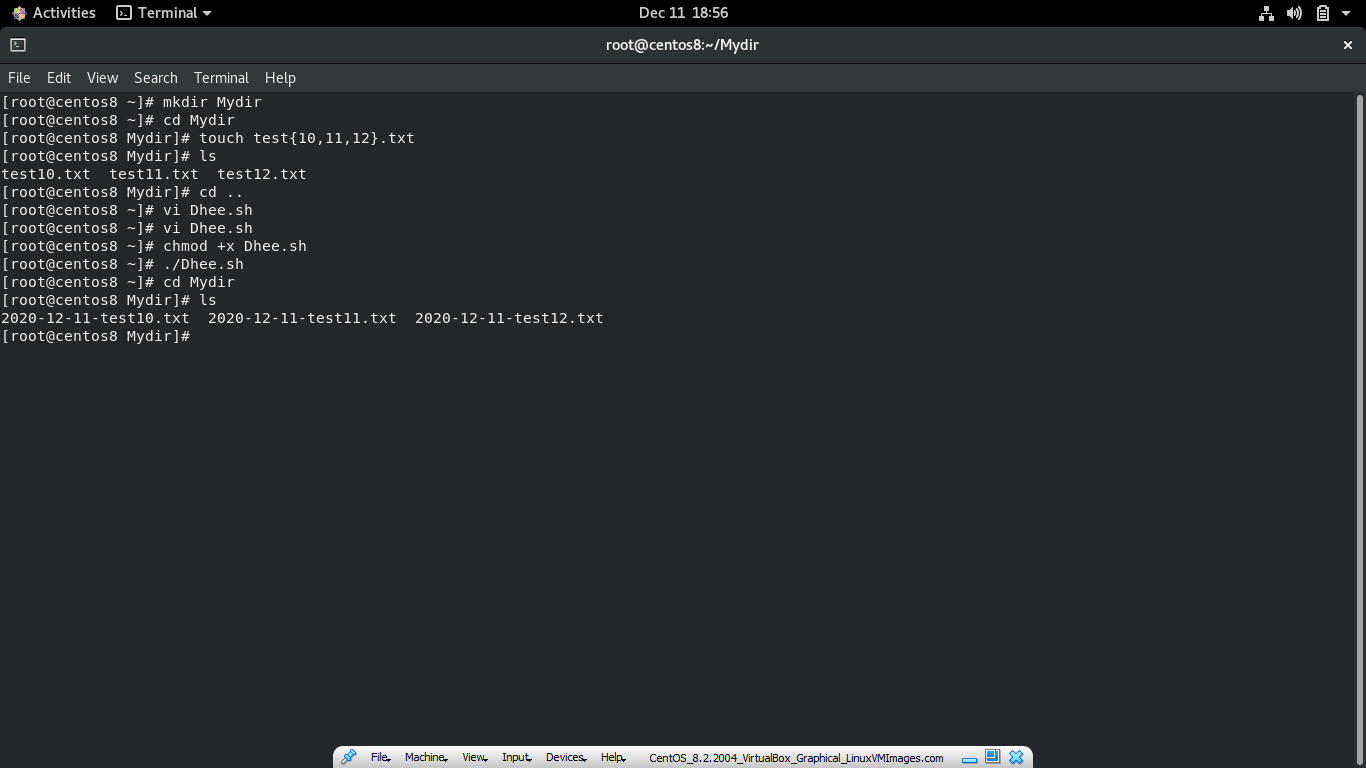 Activities Terminal Dec 11 18:56
root@centos8:~/Mydir
File Edit View Search Terminal Help
[root@centos8 ~]# mkdir Mydir
[root@centos8 ~]# cd Mydir
[root@centos8 Mydir]# touch test{10,11,12}.txt
[root@centos8 Mydir]# ls
test10.txt  test11.txt  test12.txt
[root@centos8 Mydir]# cd ..
[root@centos8 ~]# vi Dhee.sh
[root@centos8 ~]# vi Dhee.sh
[root@centos8 ~]# chmod +x Dhee.sh
[root@centos8 ~]# ./Dhee.sh
[root@centos8 ~]# cd Mydir
[root@centos8 Mydir]# ls
2020-12-11-test10.txt  2020-12-11-test11.txt  2020-12-11-test12.txt
[root@centos8 Mydir]#
File Machine View Input Devices Help CentOS_8.2.2004_VirtualBox_Graphical_LinuxVMImages.com